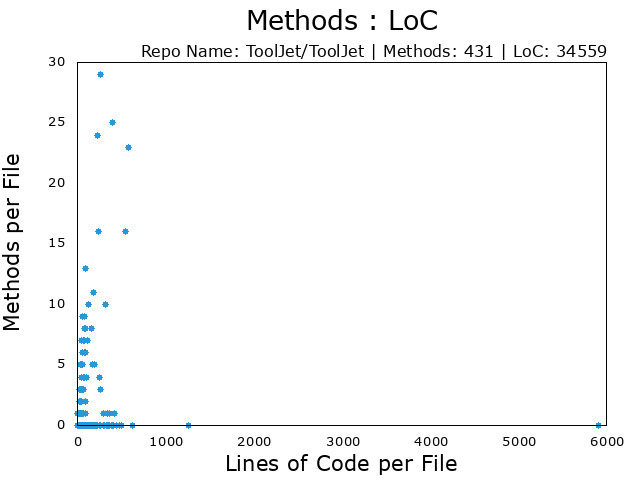 Methods : LoC
Repo Name: ToolJet/ToolJet | Methods: 431 | LoC: 34559
Methods per File
30
25
20
15
10
5
0
0 1000 2000 3000 4000 5000 6000
Lines of Code per File